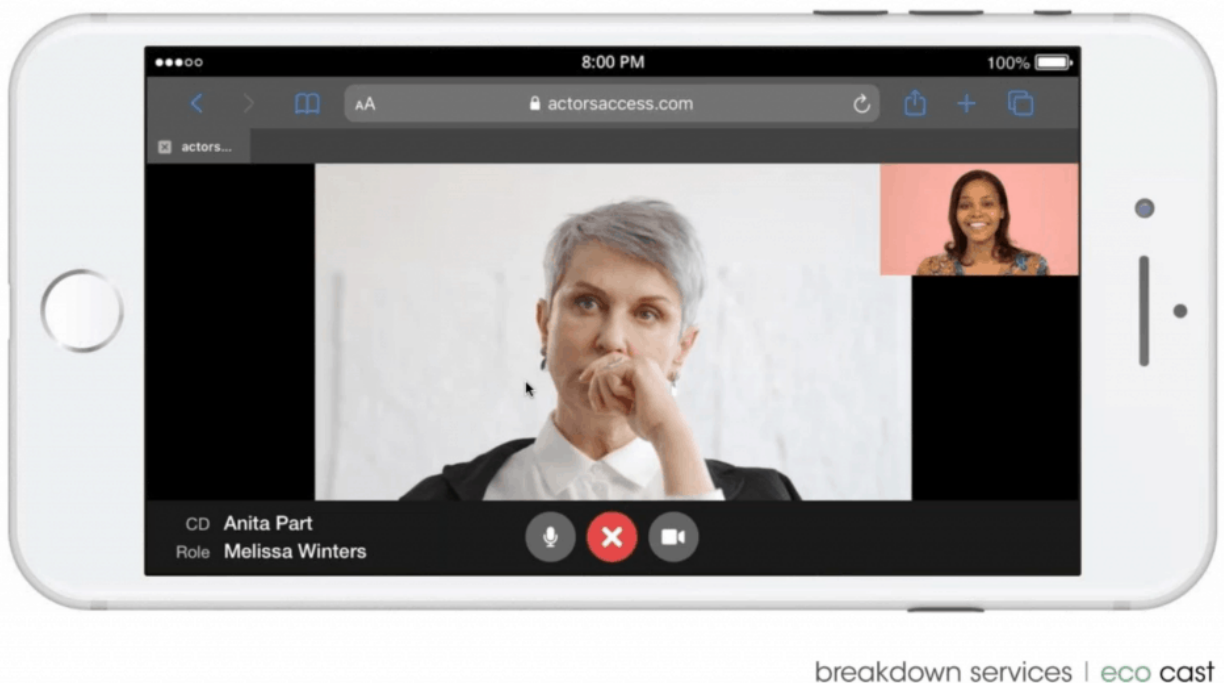 8:00 PM
100%
AA
actorsaccess.com
actors...
CD Anita Part
Role Melissa Winters
breakdown services | eco cast